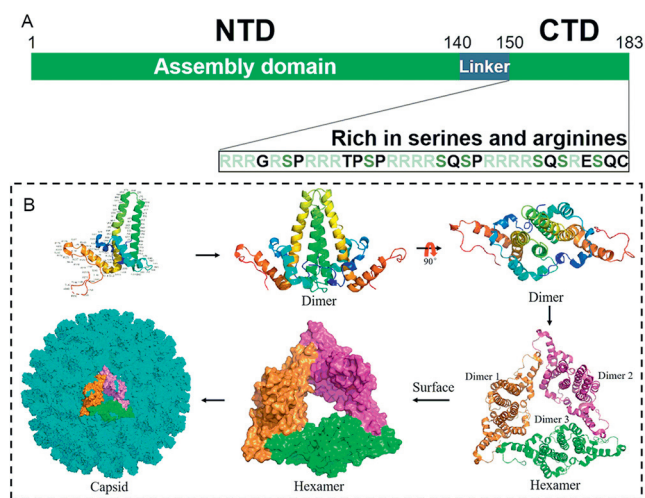 A
NTD
CTD
1
140
150
183
Assembly domain
Linker
Rich in serines and arginines
RRRGRSPRRRTPSPRRRRSQSPRRRRSQSRESQC
B
Dimer
90°
Dimer
Capsid
Hexamer
Surface
Dimer 1
Dimer 2
Dimer 3
Hexamer